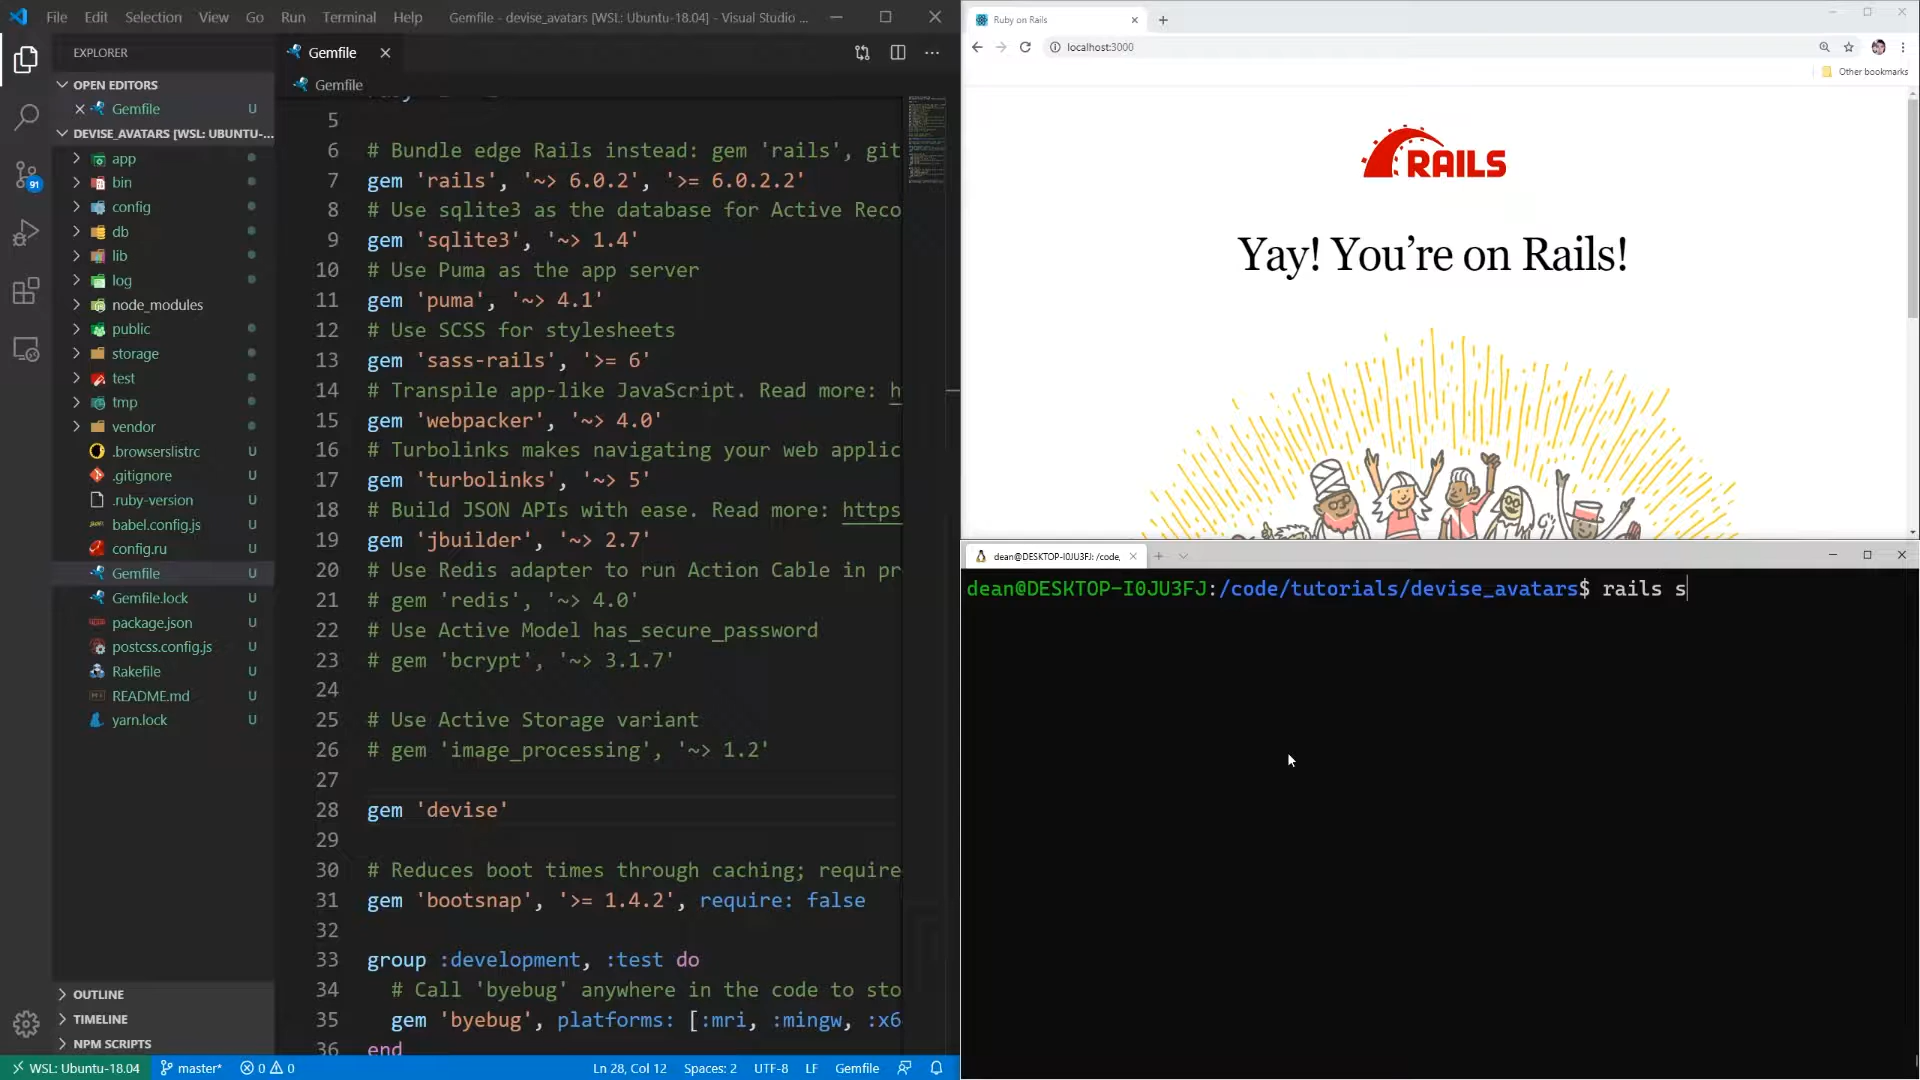 File Edit Selection View Go Run Terminal Help Gemfile - devise_avatars [WSL: Ubuntu-18.04] - Visual Studio ...
EXPLORER
OPEN EDITORS
Gemfile U
DEVISE_AVATARS [WSL: UBUNTU-...
app
bin
config
db
lib
log
node_modules
public
storage
test
tmp
vendor
.browserslistrc U
.gitignore U
.ruby-version U
babel.config.js U
config.ru U
Gemfile U
Gemfile.lock U
package.json U
postcss.config.js U
Rakefile U
README.md U
yarn.lock U
OUTLINE
TIMELINE
NPM SCRIPTS
91
Gemfile
Gemfile
5
6 # Bundle edge Rails instead: gem 'rails', git
7 gem 'rails', '~> 6.0.2', '>= 6.0.2.2'
8 # Use sqlite3 as the database for Active Reco
9 gem 'sqlite3', '~> 1.4'
10 # Use Puma as the app server
11 gem 'puma', '~> 4.1'
12 # Use SCSS for stylesheets
13 gem 'sass-rails', '>= 6'
14 # Transpile app-like JavaScript. Read more: h
15 gem 'webpacker', '~> 4.0'
16 # Turbolinks makes navigating your web applic
17 gem 'turbolinks', '~> 5'
18 # Build JSON APIs with ease. Read more: https
19 gem 'jbuilder', '~> 2.7'
20 # Use Redis adapter to run Action Cable in pr
21 # gem 'redis', '~> 4.0'
22 # Use Active Model has_secure_password
23 # gem 'bcrypt', '~> 3.1.7'
24
25 # Use Active Storage variant
26 # gem 'image_processing', '~> 1.2'
27
28 gem 'devise'
29
30 # Reduces boot times through caching; require
31 gem 'bootsnap', '>= 1.4.2', require: false
32
33 group :development, :test do
34 # Call 'byebug' anywhere in the code to sto
35 gem 'byebug', platforms: [:mri, :mingw, :x6
36 end
WSL: Ubuntu-18.04 master* 0 0 Ln 28, Col 12 Spaces: 2 UTF-8 LF Gemfile
Ruby on Rails
localhost:3000
Other bookmarks
RAILS
Yay! You're on Rails!
dean@DESKTOP-I0JU3FJ: /code,
dean@DESKTOP-I0JU3FJ:/code/tutorials/devise_avatars$ rails s